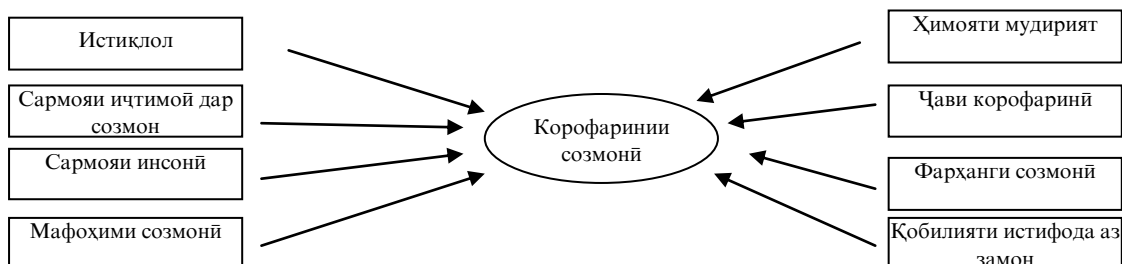 Истиқлол
Сармояи иҷтимоӣ дар
созмон
Сармояи инсонӣ
Мафоҳими созмонӣ
Корофаринии
созмонӣ
Ҳимояти мудирият
Ҷави корофаринӣ
Фарҳанги созмонӣ
Қобилияти истифода аз
замон